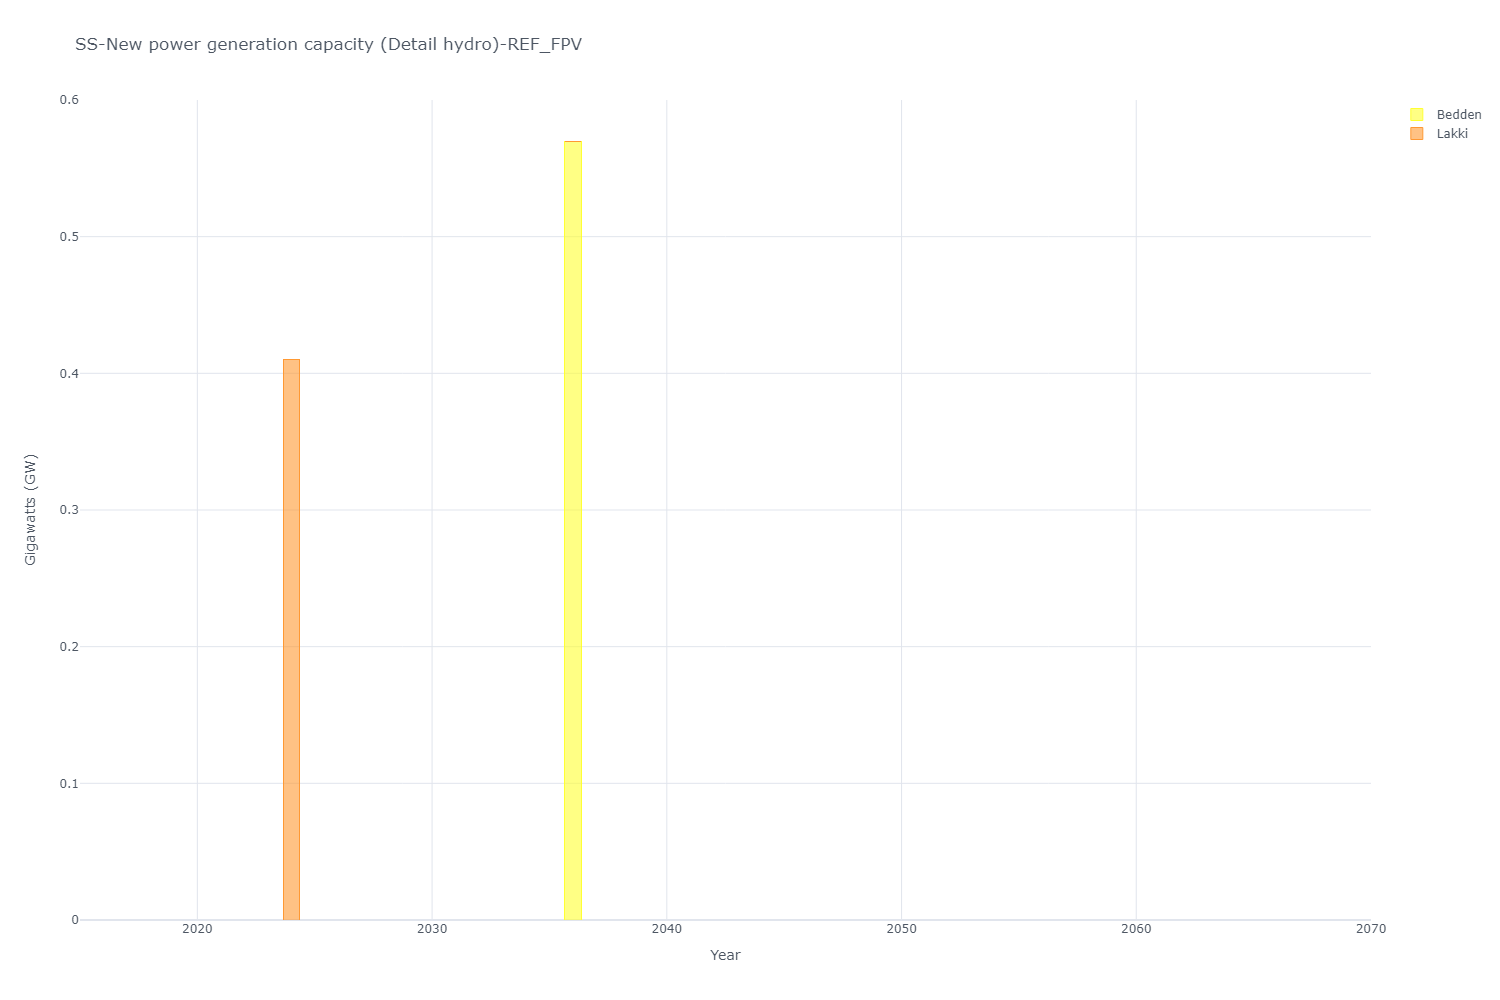 SS-New power generation capacity (Detail hydro)-REF_FPV
Bedden
Lakki
0.6
0.5
0.4
0.3
0.2
0.1
0
Gigawatts (GW)
2020 2030 2040 2050 2060 2070
Year